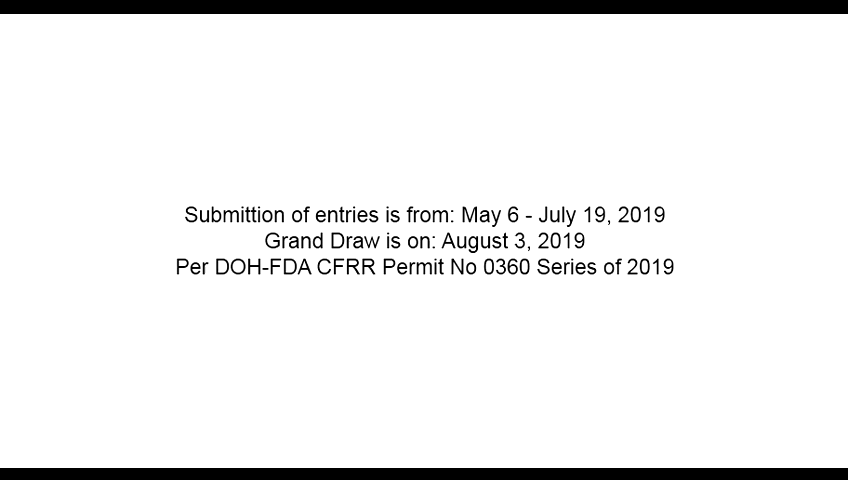 Submittion of entries is from: May 6 - July 19, 2019
Grand Draw is on: August 3, 2019
Per DOH-FDA CFRR Permit No 0360 Series of 2019